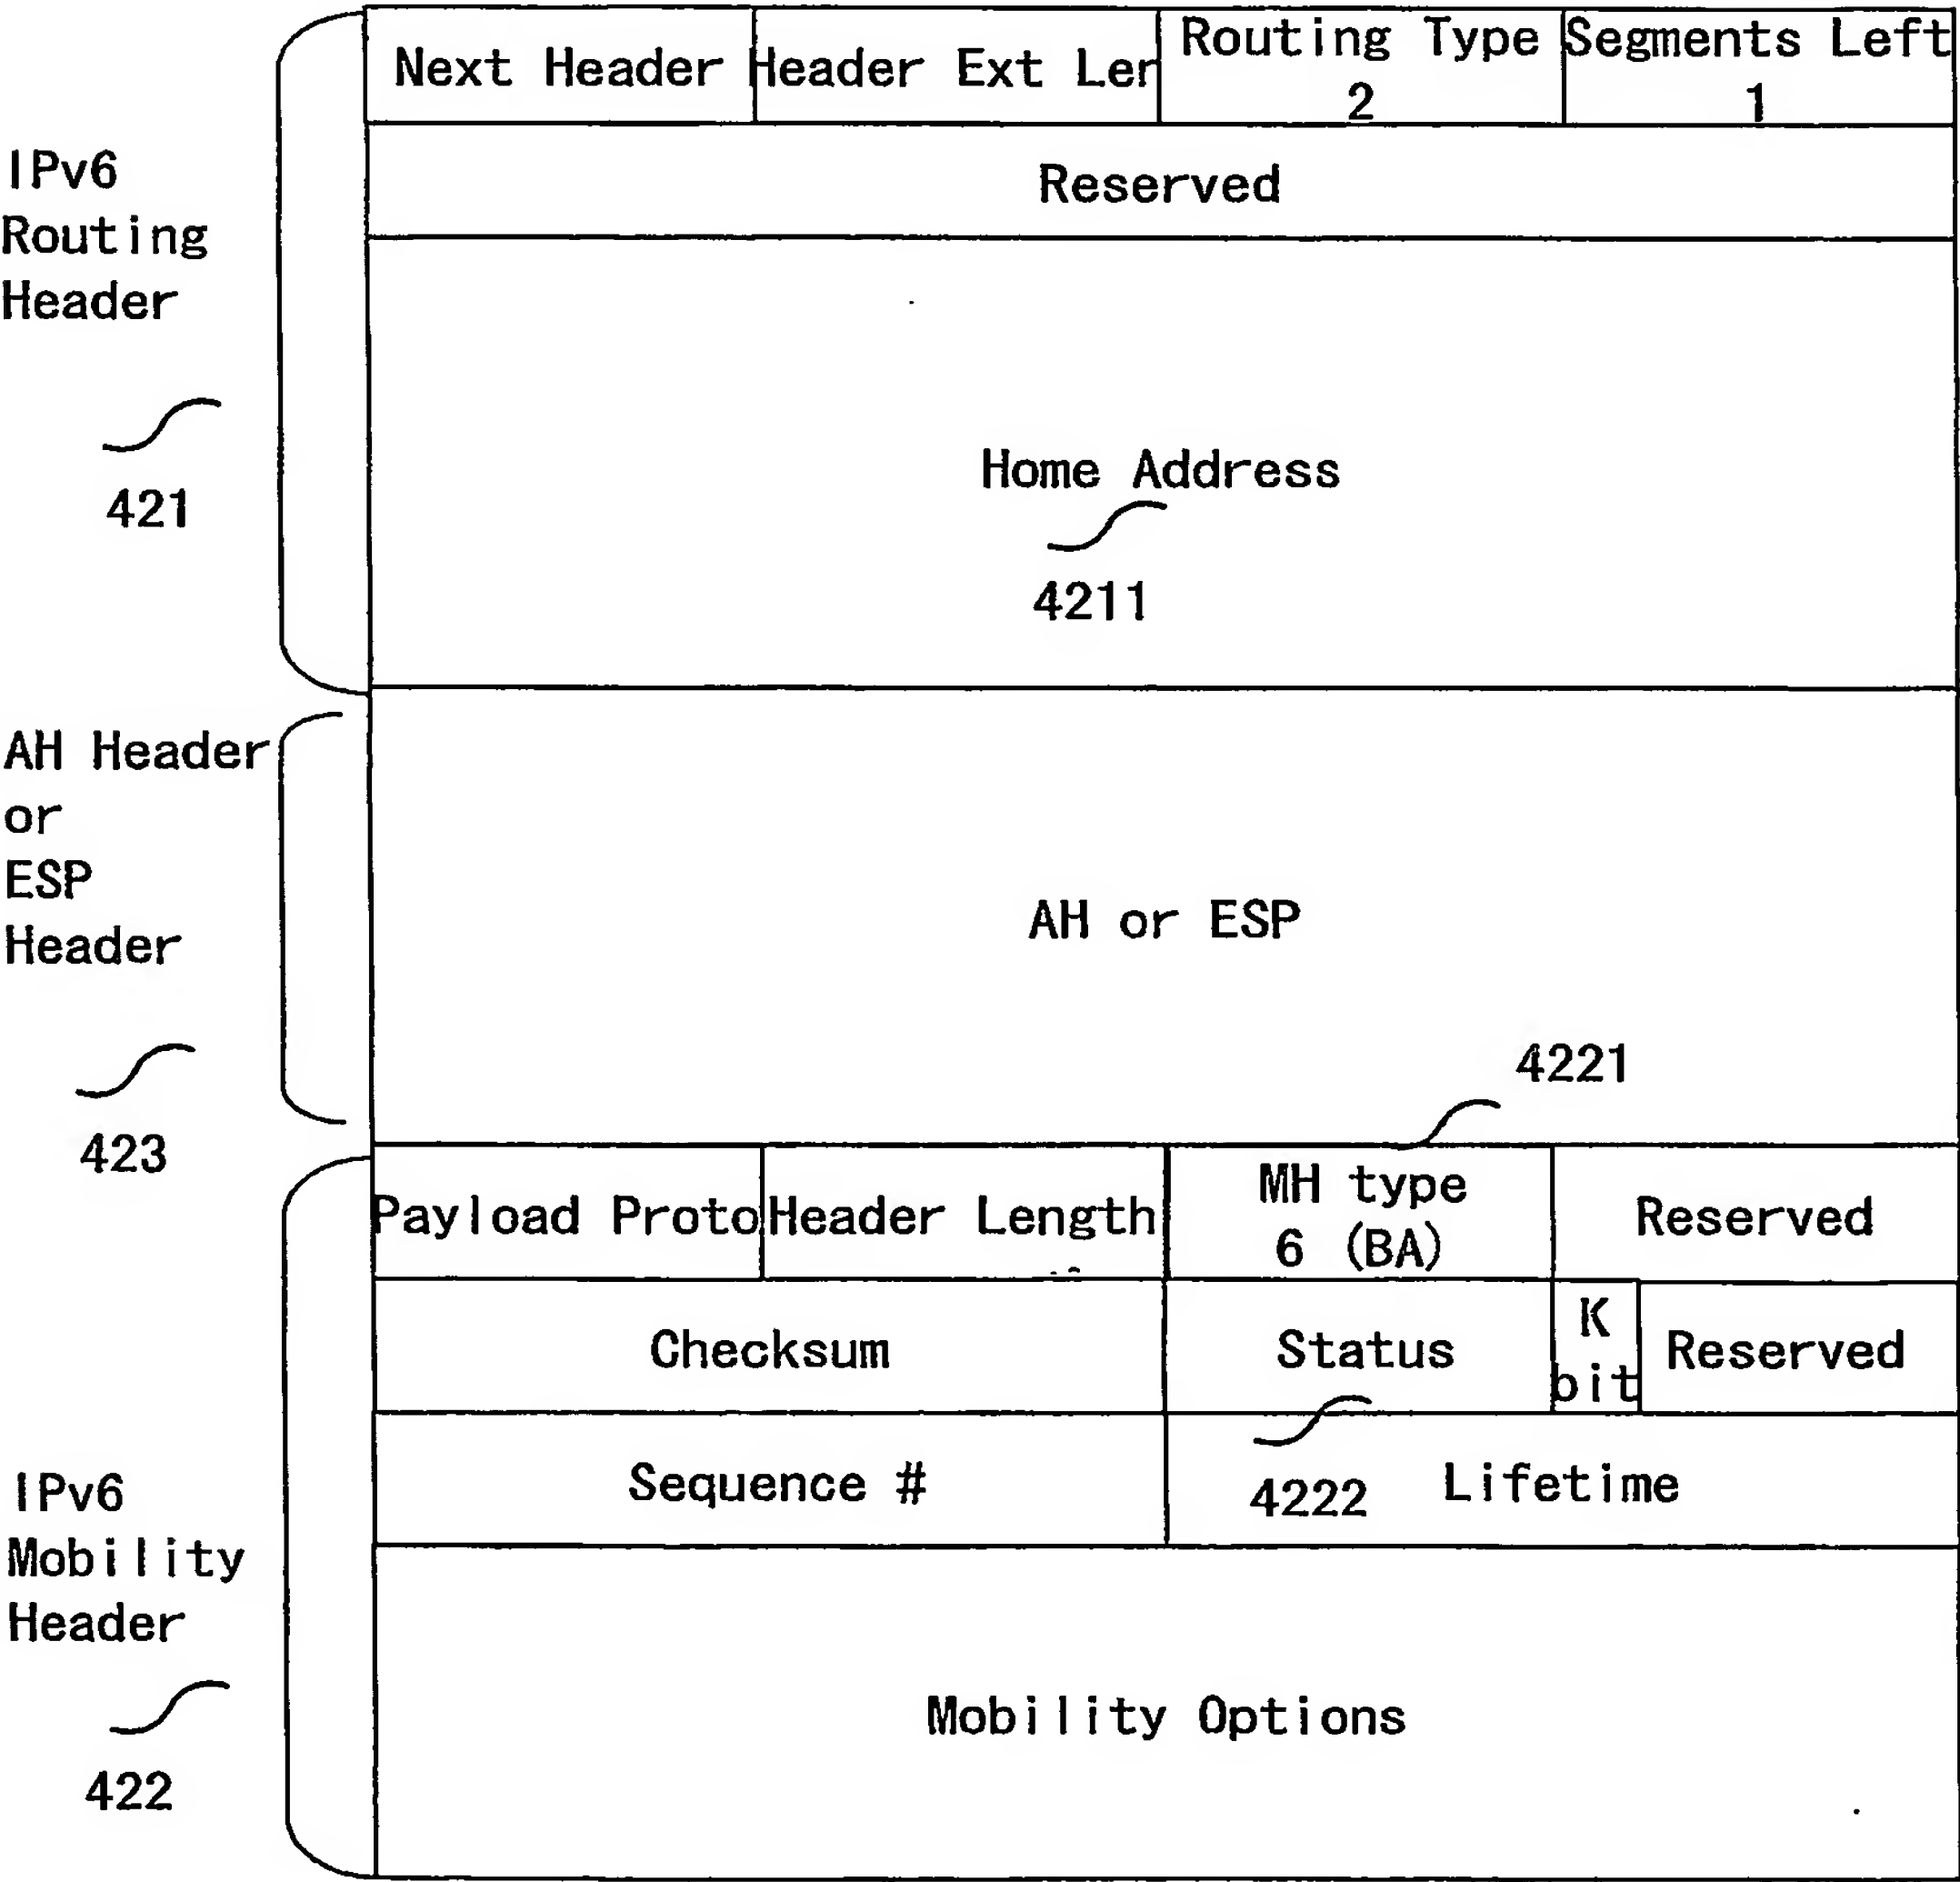 Next Header
Header Ext Len
Routing Type
2
Segments Left
1
Reserved
IPv6
Routing
Header
421
Home Address
4211
AH Header
or
ESP
Header
423
AH or ESP
4221
Payload Proto
Header Length
MH type
6 (BA)
Reserved
Checksum
Status
K
bit
Reserved
Sequence #
4222
Lifetime
IPv6
Mobility
Header
422
Mobility Options